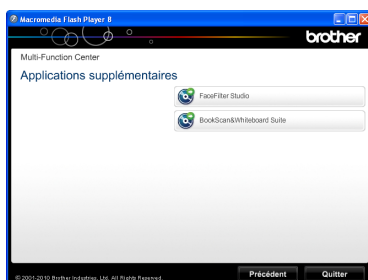 Macromedia Flash Player 8
brother
Multi-Function Center
Applications supplémentaires
FaceFilter Studio
BookScan&Whiteboard Suite
© 2001-2010 Brother Industries, Ltd. All Rights Reserved.
Précédent
Quitter